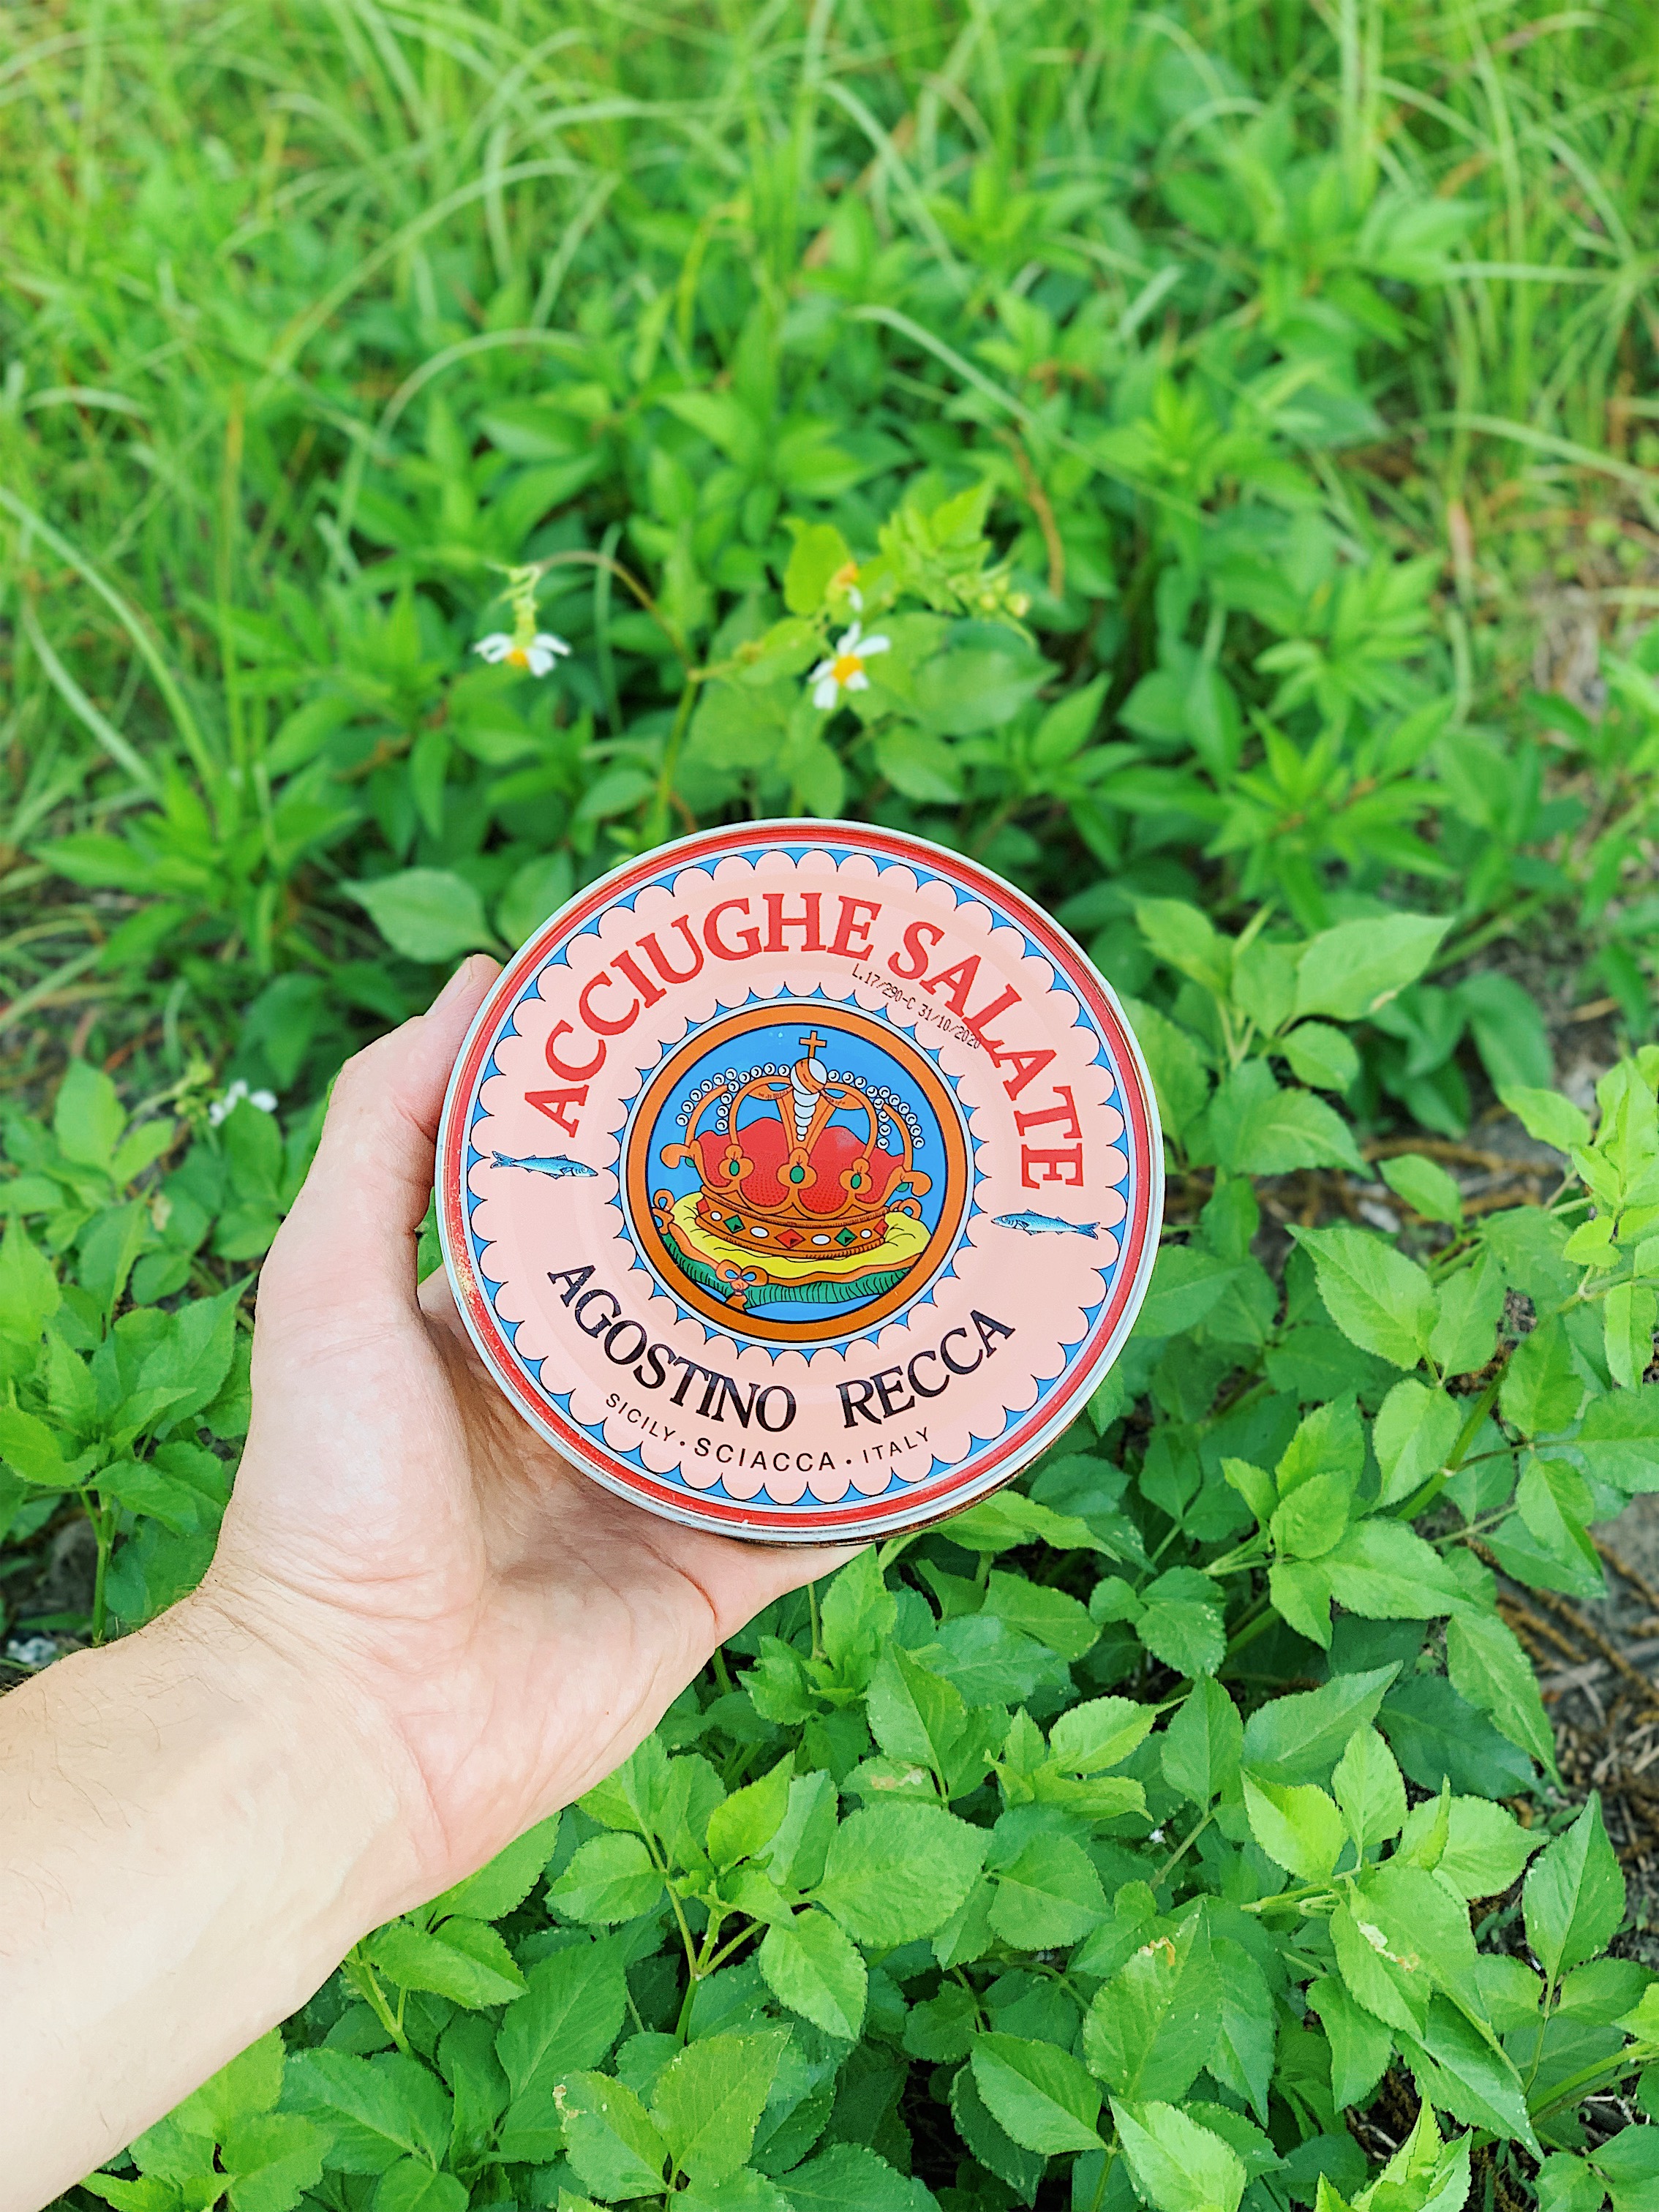 ACCIUGHE SALATE
L.17/290-C 31/10/2020
AGOSTINO RECCA
SICILY · SCIACCA · ITALY